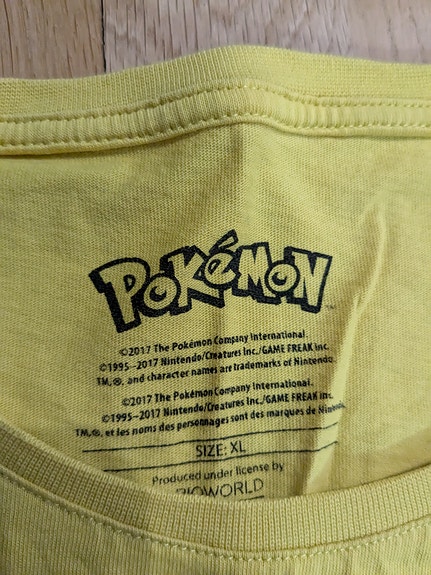 POKéMON
©2017 The Pokémon Company International.
©1995–2017 Nintendo/Creatures Inc./GAME FREAK inc.
TM, ®, and character names are trademarks of Nintendo.
©2017 The Pokémon Company International.
©1995–2017 Nintendo/Creatures Inc./GAME FREAK inc.
TM, ®, et les noms des personnages sont des marques de Nintendo.
SIZE: XL
Produced under license by
BIOWORLD